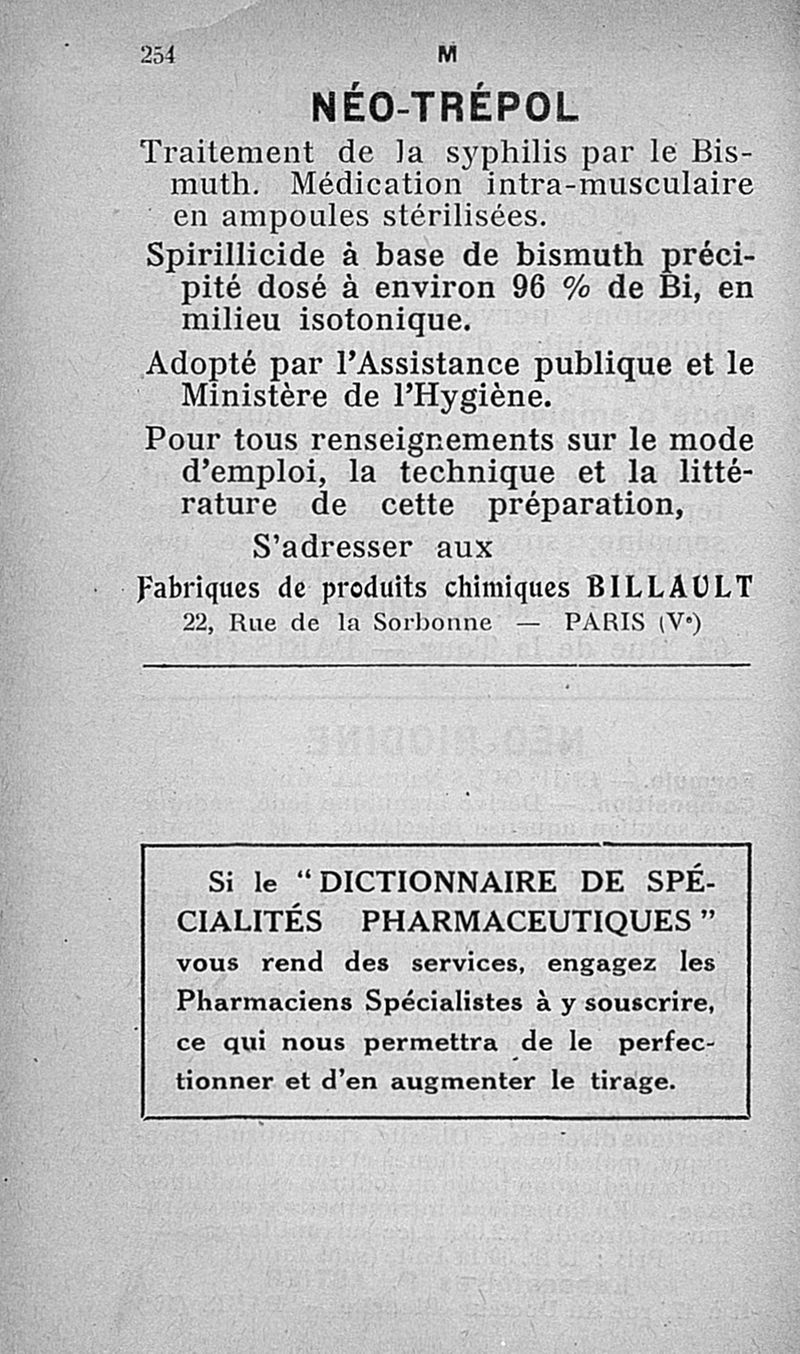 254 M
NÉO-TRÉPOL
Traitement de la syphilis par le Bis-
muth. Médication intra-musculaire
en ampoules stérilisées.
Spirillicide à base de bismuth préci-
pité dosé à environ 96 % de Bi, en
milieu isotonique.
Adopté par l'Assistance publique et le
Ministère de l'Hygiène.
Pour tous renseignements sur le mode
d'emploi, la technique et la litté-
rature de cette préparation,
S'adresser aux
Fabriques de produits chimiques BILLAULT
22, Rue de la Sorbonne — PARIS (Vᵉ)
Si le " DICTIONNAIRE DE SPÉ-
CIALITÉS PHARMACEUTIQUES "
vous rend des services, engagez les
Pharmaciens Spécialistes à y souscrire,
ce qui nous permettra de le perfec-
tionner et d'en augmenter le tirage.